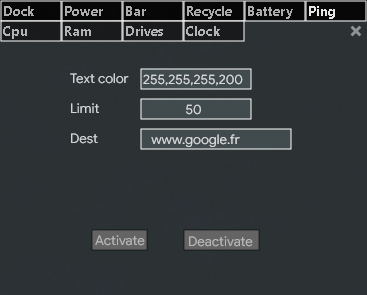 Dock Power Bar Recycle Battery Ping
Cpu Ram Drives Clock
Text color 255,255,255,200
Limit 50
Dest www.google.fr
Activate Deactivate